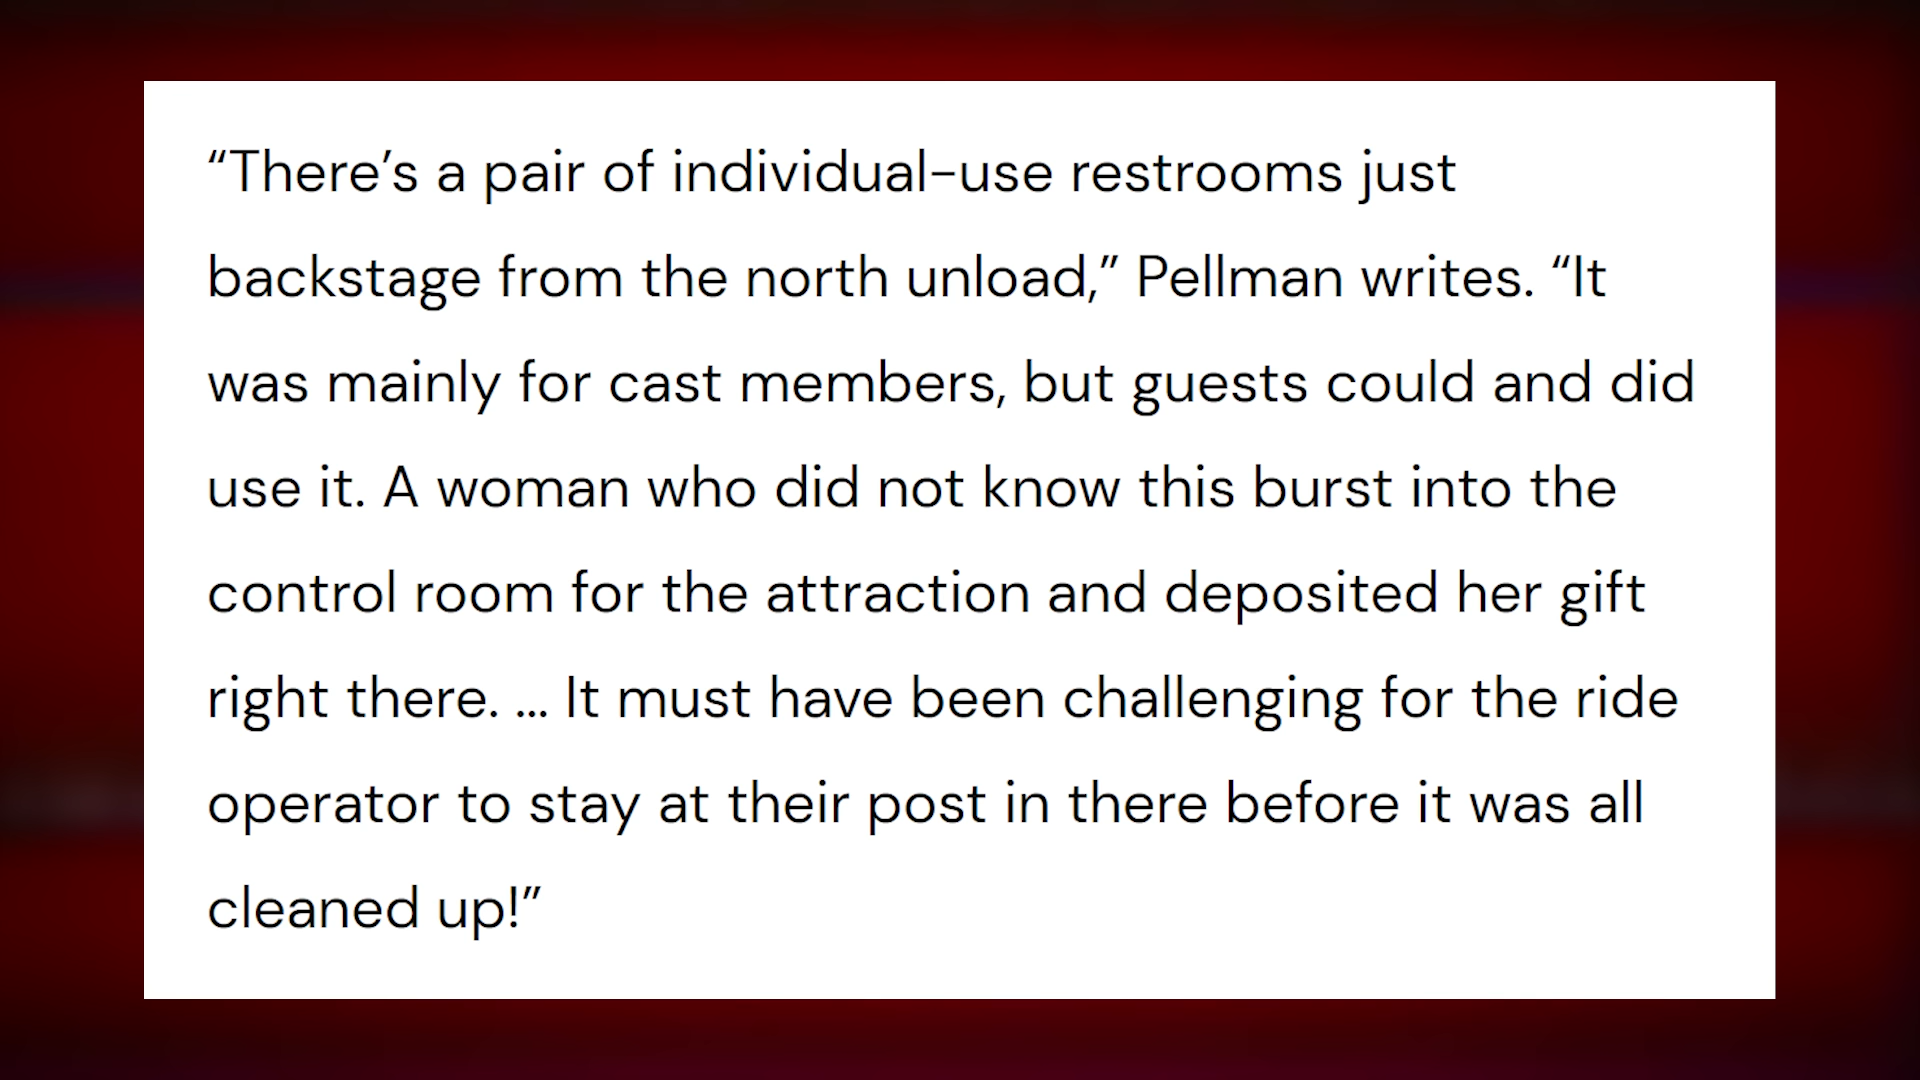 “There’s a pair of individual-use restrooms just
backstage from the north unload,” Pellman writes. “It
was mainly for cast members, but guests could and did
use it. A woman who did not know this burst into the
control room for the attraction and deposited her gift
right there. ... It must have been challenging for the ride
operator to stay at their post in there before it was all
cleaned up!”